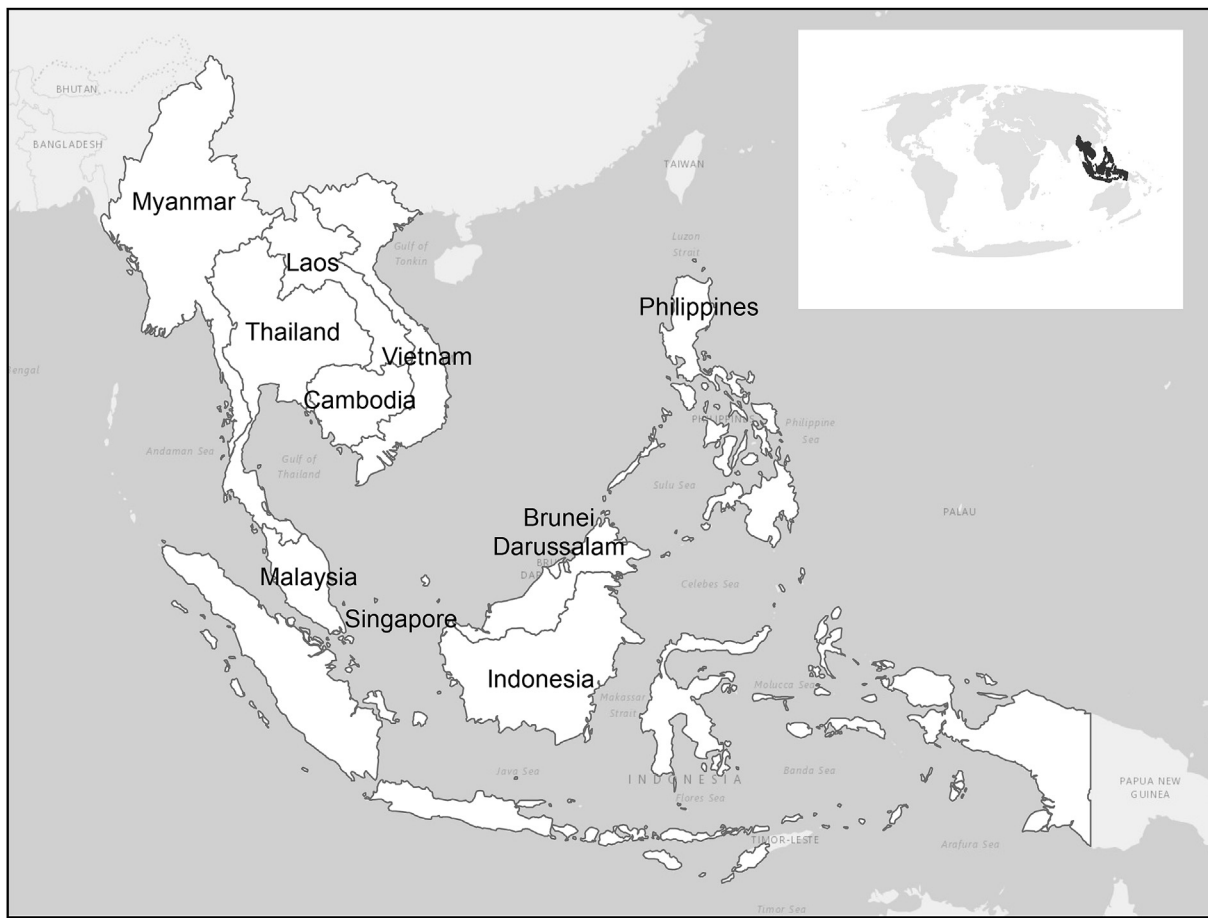 BHUTAN
BANGLADESH
TAIWAN
Myanmar
Luzon
Strait
Gulf of
Tonkin
Laos
Philippines
Thailand
Vietnam
Bengal
Cambodia
PHILIPPINES
Philippine
Sea
Andaman Sea
Gulf of
Thailand
Sulu Sea
PALAU
Brunei
Darussalam
Malaysia
Celebes Sea
Singapore
Indonesia
Makassar
Strait
Molucca Sea
Java Sea
INDONESIA
Banda Sea
Flores Sea
PAPUA NEW
GUINEA
TIMOR-LESTE
Arafura Sea
Timor Sea